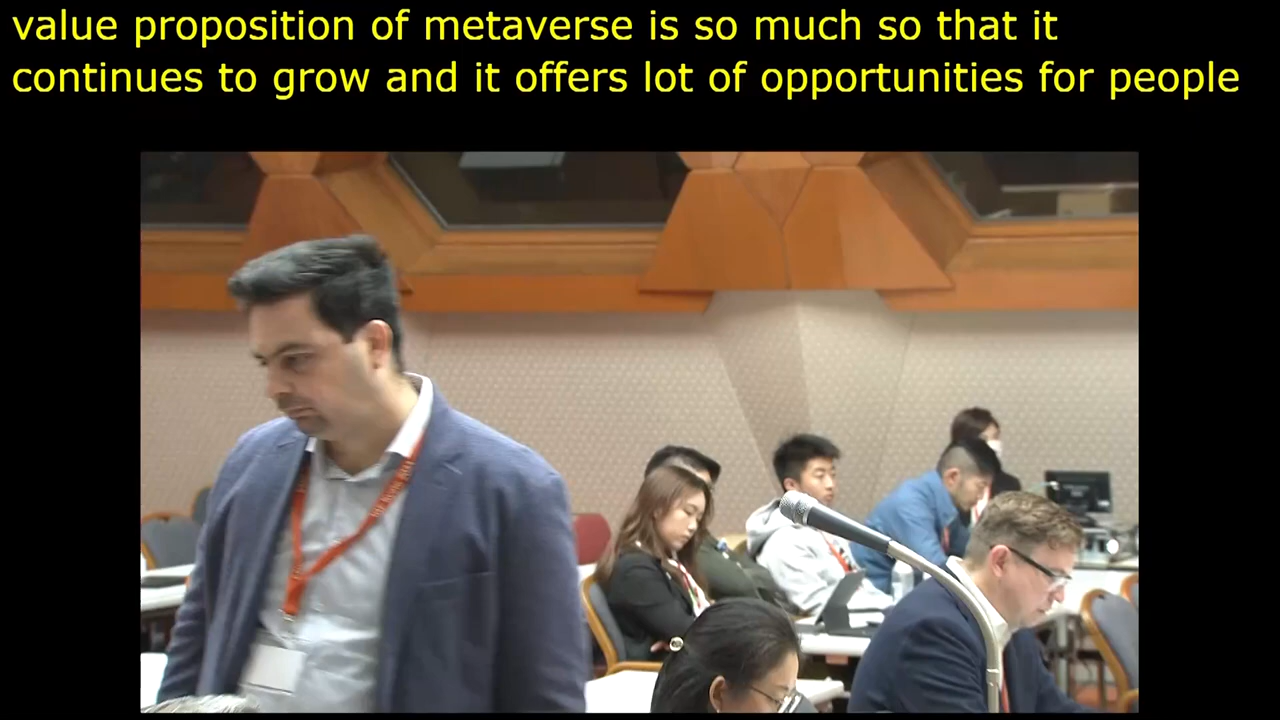 value proposition of metaverse is so much so that it
continues to grow and it offers lot of opportunities for people